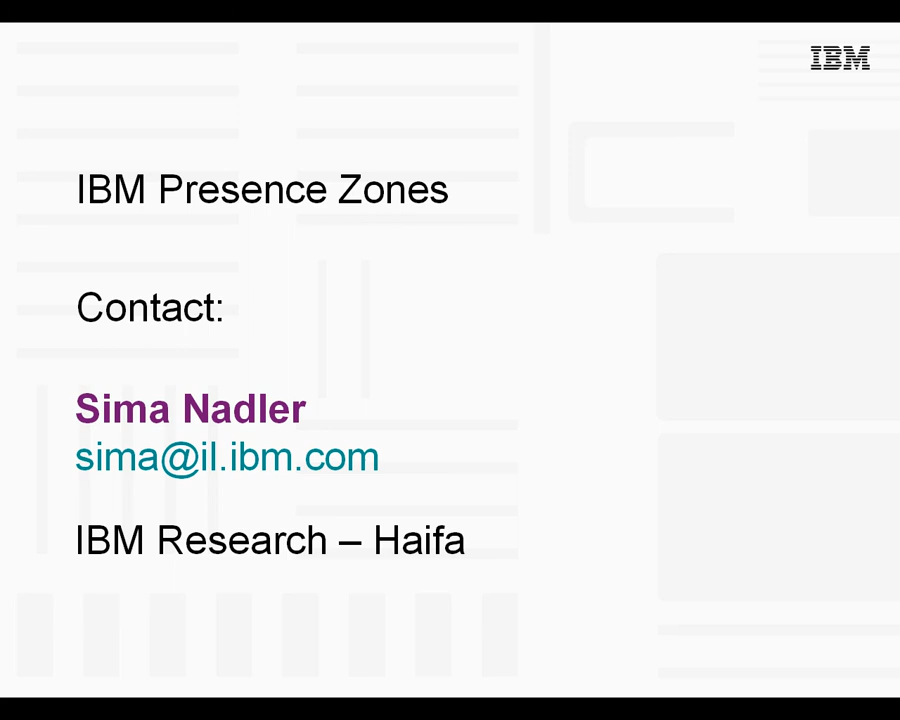 IBM
IBM Presence Zones
Contact:
Sima Nadler
sima@il.ibm.com
IBM Research – Haifa